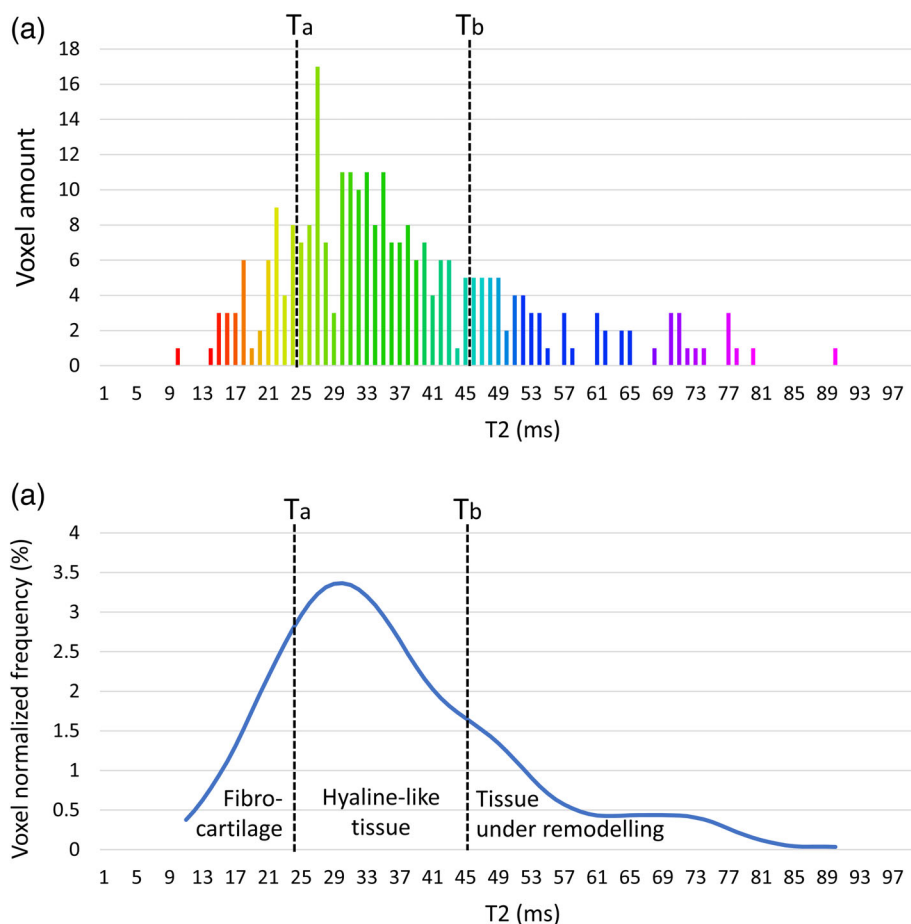 (a)
Ta Tb
18
16
14
12
10
8
6
4
2
0
Voxel amount
1 5 9 13 17 21 25 29 33 37 41 45 49 53 57 61 65 69 73 77 81 85 89 93 97
T2 (ms)
(a)
Ta Tb
4
3.5
3
2.5
2
1.5
1
0.5
0
Voxel normalized frequency (%)
Fibro-
cartilage
Hyaline-like
tissue
Tissue
under remodelling
1 5 9 13 17 21 25 29 33 37 41 45 49 53 57 61 65 69 73 77 81 85 89 93 97
T2 (ms)